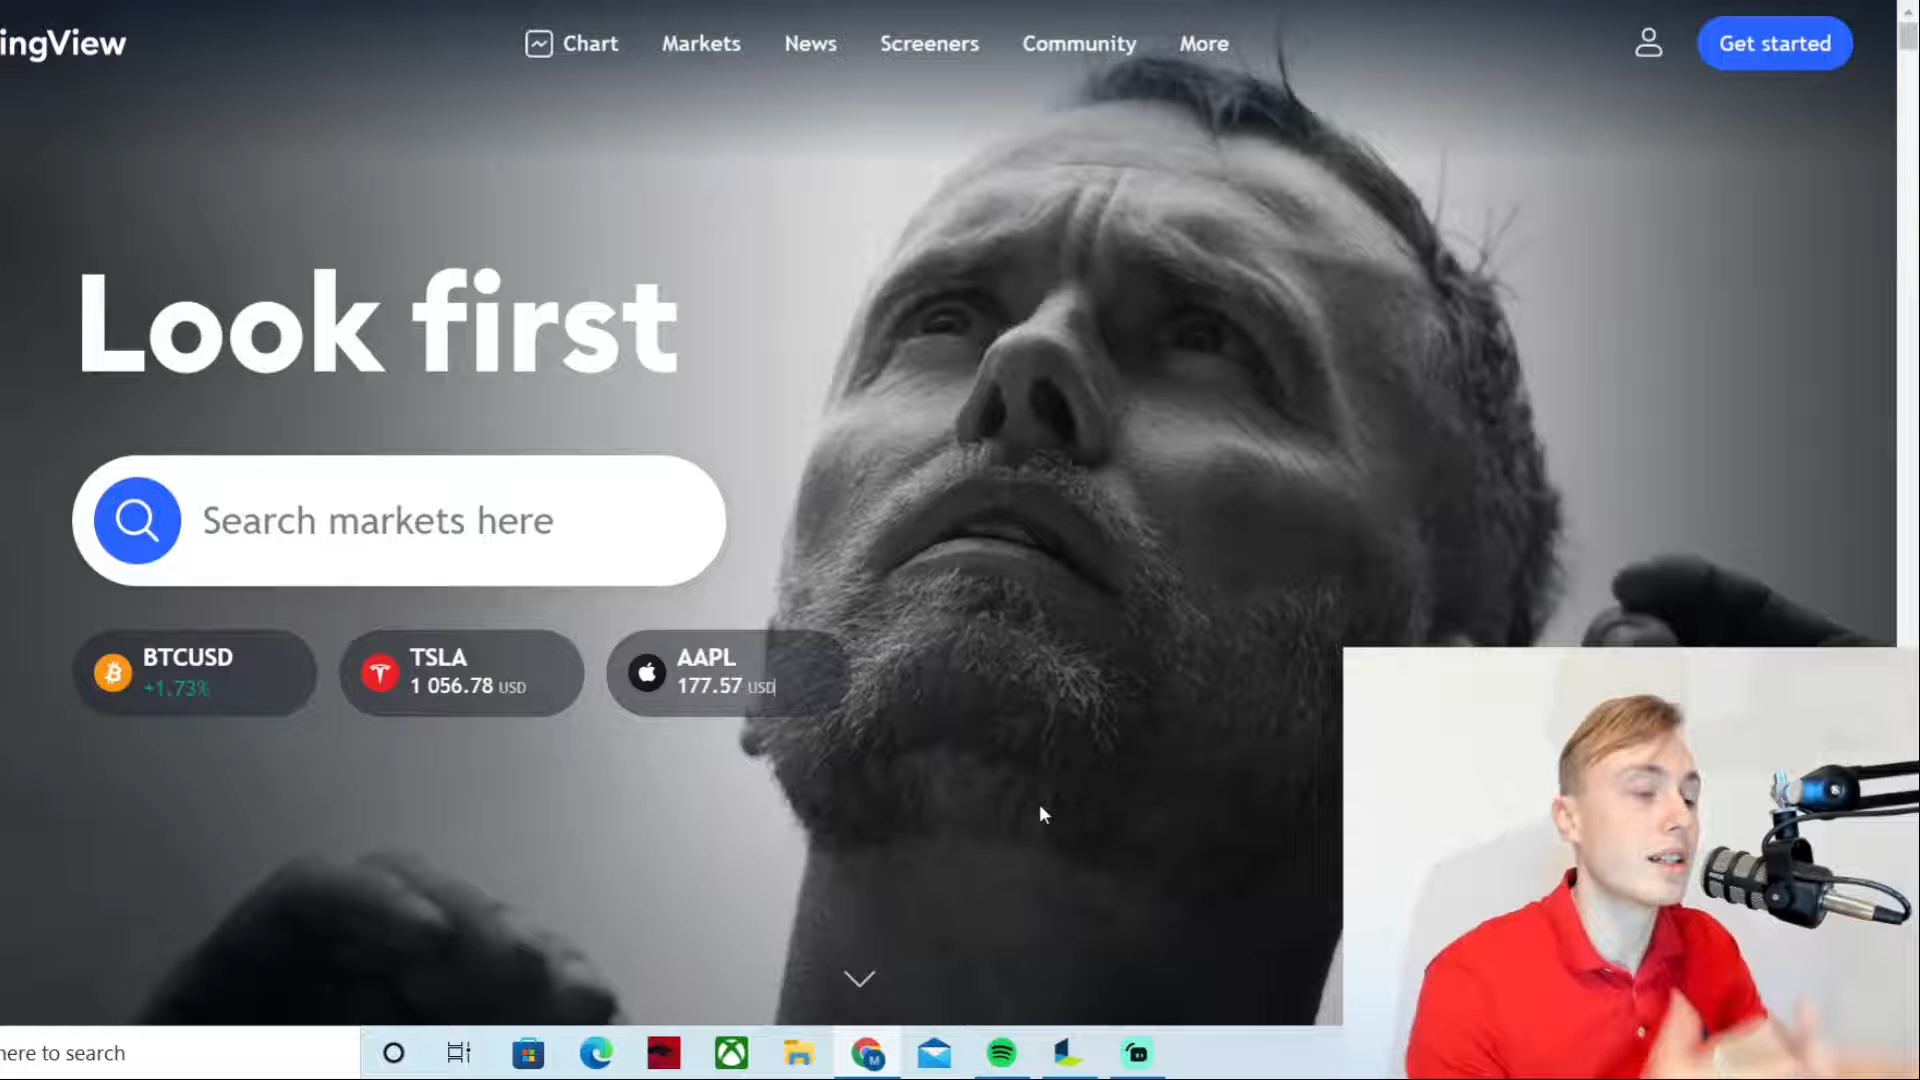 ingView
Chart
Markets
News
Screeners
Community
More
Get started
Look first
Search markets here
BTCUSD
+1.73%
TSLA
1 056.78 USD
AAPL
177.57 USD
here to search
M